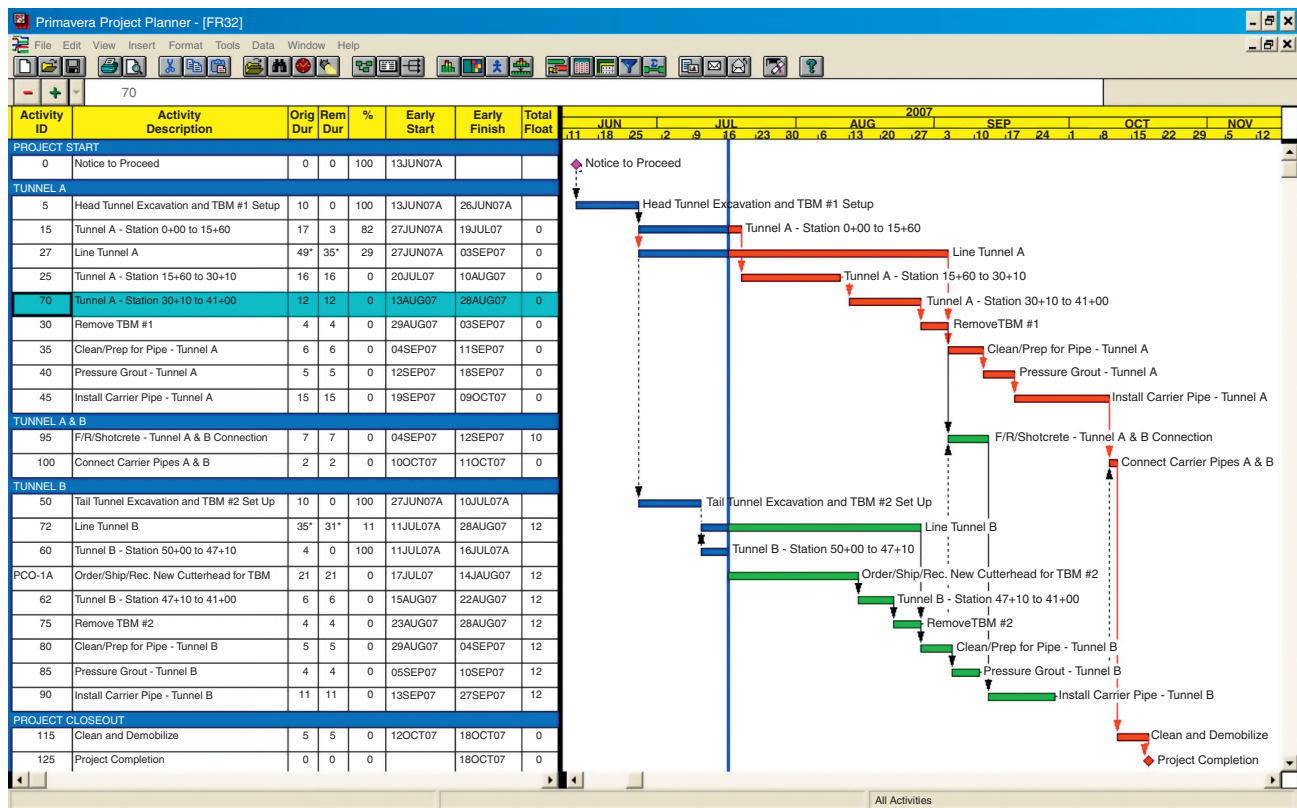 Primavera Project Planner - [FR32]
File Edit View Insert Format Tools Data Window Help
70
Activity ID Activity Description Orig Dur Rem Dur % Early Start Early Finish Total Float
2007
JUN JUL AUG SEP OCT NOV
11 18 25 2 9 16 23 30 6 13 20 27 3 10 17 24 1 8 15 22 29 5 12
PROJECT START
0 Notice to Proceed 0 0 100 13JUN07A Notice to Proceed
TUNNEL A
5 Head Tunnel Excavation and TBM #1 Setup 10 0 100 13JUN07A 26JUN07A Head Tunnel Excavation and TBM #1 Setup
15 Tunnel A - Station 0+00 to 15+60 17 3 82 27JUN07A 19JUL07 0 Tunnel A - Station 0+00 to 15+60
27 Line Tunnel A 49* 35* 29 27JUN07A 03SEP07 0 Line Tunnel A
25 Tunnel A - Station 15+60 to 30+10 16 16 0 20JUL07 10AUG07 0 Tunnel A - Station 15+60 to 30+10
70 Tunnel A - Station 30+10 to 41+00 12 12 0 13AUG07 28AUG07 0 Tunnel A - Station 30+10 to 41+00
30 Remove TBM #1 4 4 0 29AUG07 03SEP07 0 RemoveTBM #1
35 Clean/Prep for Pipe - Tunnel A 6 6 0 04SEP07 11SEP07 0 Clean/Prep for Pipe - Tunnel A
40 Pressure Grout - Tunnel A 5 5 0 12SEP07 18SEP07 0 Pressure Grout - Tunnel A
45 Install Carrier Pipe - Tunnel A 15 15 0 19SEP07 09OCT07 0 Install Carrier Pipe - Tunnel A
TUNNEL A & B
95 F/R/Shotcrete - Tunnel A & B Connection 7 7 0 04SEP07 12SEP07 10 F/R/Shotcrete - Tunnel A & B Connection
100 Connect Carrier Pipes A & B 2 2 0 10OCT07 11OCT07 0 Connect Carrier Pipes A & B
TUNNEL B
50 Tail Tunnel Excavation and TBM #2 Set Up 10 0 100 27JUN07A 10JUL07A Tail Tunnel Excavation and TBM #2 Set Up
72 Line Tunnel B 35* 31* 11 11JUL07A 28AUG07 12 Line Tunnel B
60 Tunnel B - Station 50+00 to 47+10 4 0 100 11JUL07A 16JUL07A Tunnel B - Station 50+00 to 47+10
PCO-1A Order/Ship/Rec. New Cutterhead for TBM 21 21 0 17JUL07 14JAUG07 12 Order/Ship/Rec. New Cutterhead for TBM #2
62 Tunnel B - Station 47+10 to 41+00 6 6 0 15AUG07 22AUG07 12 Tunnel B - Station 47+10 to 41+00
75 Remove TBM #2 4 4 0 23AUG07 28AUG07 12 RemoveTBM #2
80 Clean/Prep for Pipe - Tunnel B 5 5 0 29AUG07 04SEP07 12 Clean/Prep for Pipe - Tunnel B
85 Pressure Grout - Tunnel B 4 4 0 05SEP07 10SEP07 12 Pressure Grout - Tunnel B
90 Install Carrier Pipe - Tunnel B 11 11 0 13SEP07 27SEP07 12 Install Carrier Pipe - Tunnel B
PROJECT CLOSEOUT
115 Clean and Demobilize 5 5 0 12OCT07 18OCT07 0 Clean and Demobilize
125 Project Completion 0 0 0 18OCT07 0 Project Completion
All Activities